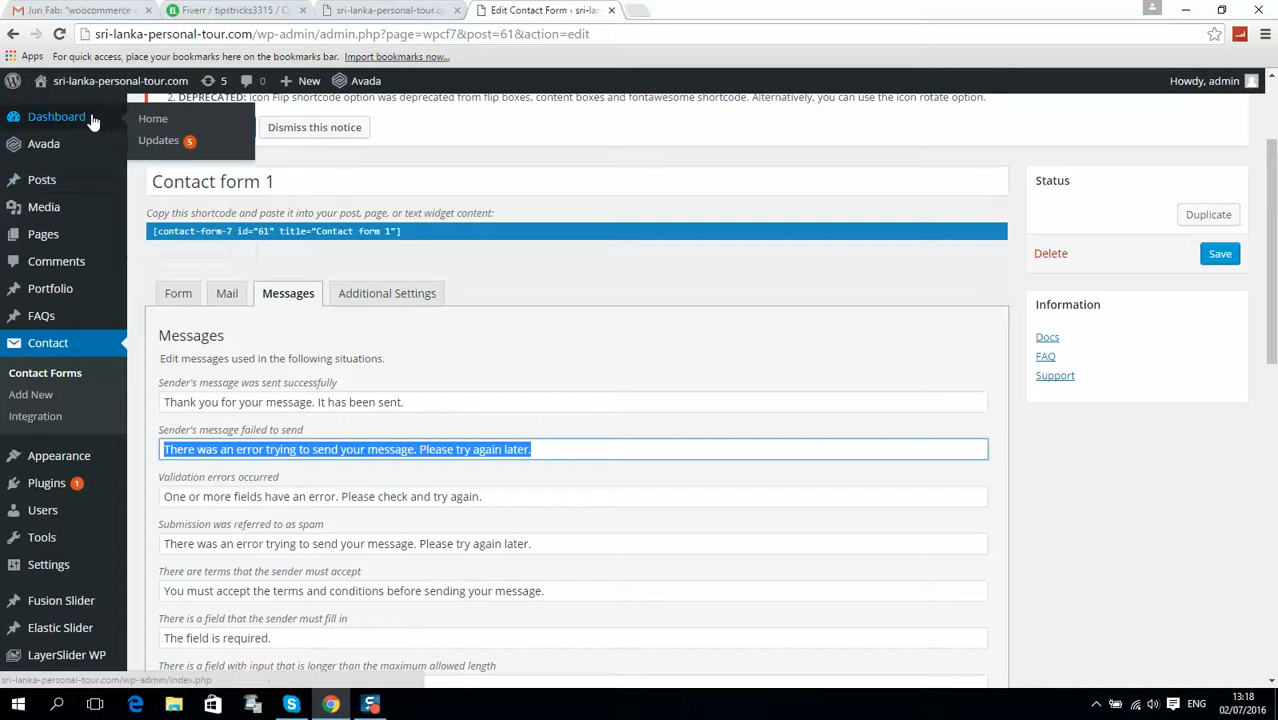 Juri Fab: "woocommerce
Fiverr / tipstricks3315 / C
sri-lanka-personal-tour.co
Edit Contact Form ‹ sri-lan
sri-lanka-personal-tour.com/wp-admin/admin.php?page=wpcf7&post=61&action=edit
Apps For quick access, place your bookmarks here on the bookmarks bar. Import bookmarks now...
sri-lanka-personal-tour.com 5 0 New Avada Howdy, admin
2. DEPRECATED: Icon Flip shortcode option was deprecated from flip boxes, content boxes and fontawesome shortcode. Alternatively, you can use the icon rotate option.
Dashboard
Home
Updates 5
Dismiss this notice
Avada
Posts
Media
Pages
Comments
Portfolio
FAQs
Contact
Contact Forms
Add New
Integration
Appearance
Plugins 1
Users
Tools
Settings
Fusion Slider
Elastic Slider
LayerSlider WP
Contact form 1
Copy this shortcode and paste it into your post, page, or text widget content:
[contact-form-7 id="61" title="Contact form 1"]
Form Mail Messages Additional Settings
Messages
Edit messages used in the following situations.
Sender's message was sent successfully
Thank you for your message. It has been sent.
Sender's message failed to send
There was an error trying to send your message. Please try again later.
Validation errors occurred
One or more fields have an error. Please check and try again.
Submission was referred to as spam
There was an error trying to send your message. Please try again later.
There are terms that the sender must accept
You must accept the terms and conditions before sending your message.
There is a field that the sender must fill in
The field is required.
There is a field with input that is longer than the maximum allowed length
Status
Duplicate
Delete Save
Information
Docs
FAQ
Support
sri-lanka-personal-tour.com/wp-admin/index.php
ENG
13:18
02/07/2016